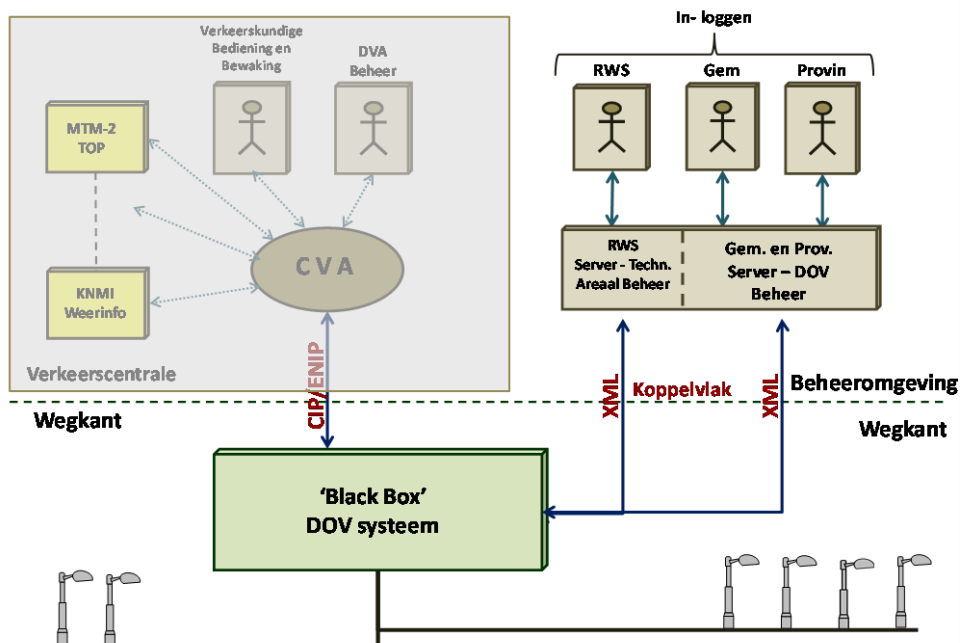 In- loggen
Verkeerskundige
Bediening en
Bewaking
DVA
Beheer
RWS
Gem
Provin
MTM-2
TOP
CVA
KNMI
Weerinfo
RWS
Server - Techn.
Areaal Beheer
Gem. en Prov.
Server – DOV
Beheer
Verkeerscentrale
CIP/ENIP
XML
Koppelvlak
XML
Beheeromgeving
Wegkant
Wegkant
‘Black Box’
DOV systeem